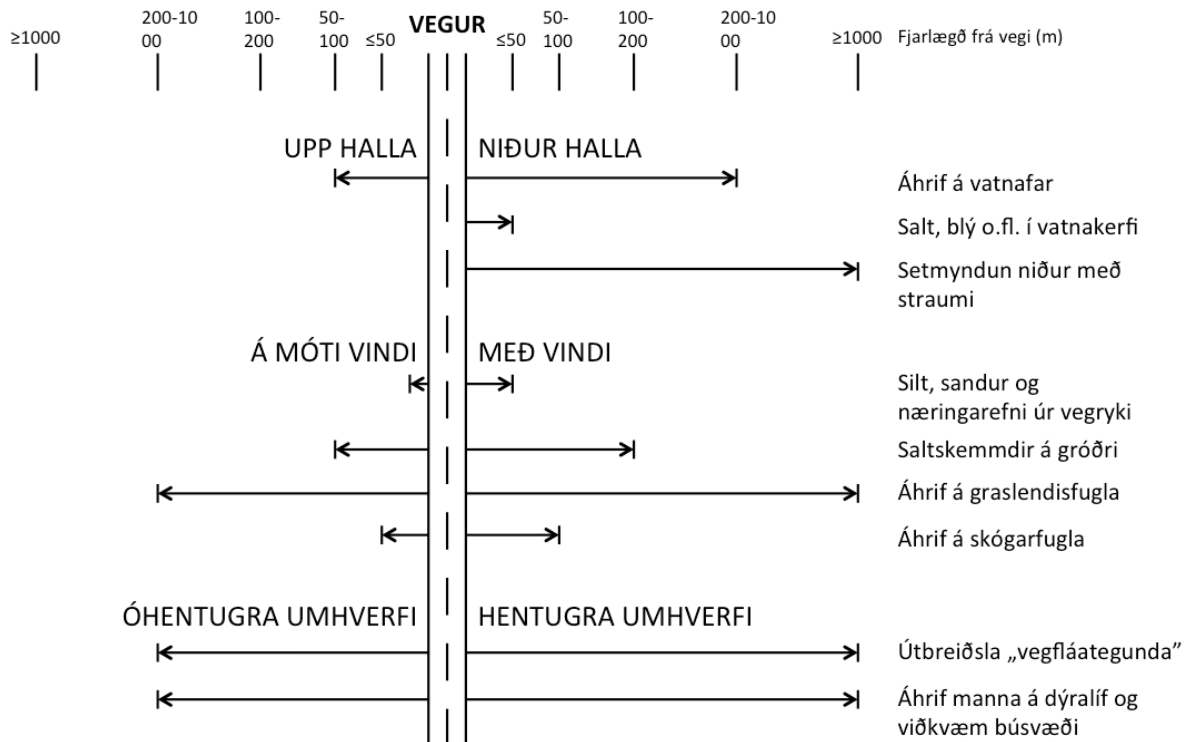 ≥1000
200-10
00
100-
200
50-
100
≤50
VEGUR
≤50
50-
100
100-
200
200-10
00
≥1000
Fjarlægð frá vegi (m)
UPP HALLA
NIÐUR HALLA
Áhrif á vatnafar
Salt, blý o.fl. í vatnakerfi
Setmyndun niður með
straumi
Á MÓTI VINDI
MEÐ VINDI
Silt, sandur og
næringarefni úr vegryki
Saltskemmdir á gróðri
Áhrif á graslendisfugla
Áhrif á skógarfugla
ÓHENTUGRA UMHVERFI
HENTUGRA UMHVERFI
Útbreiðsla „vegfláategunda”
Áhrif manna á dýralíf og
viðkvæm búsvæði